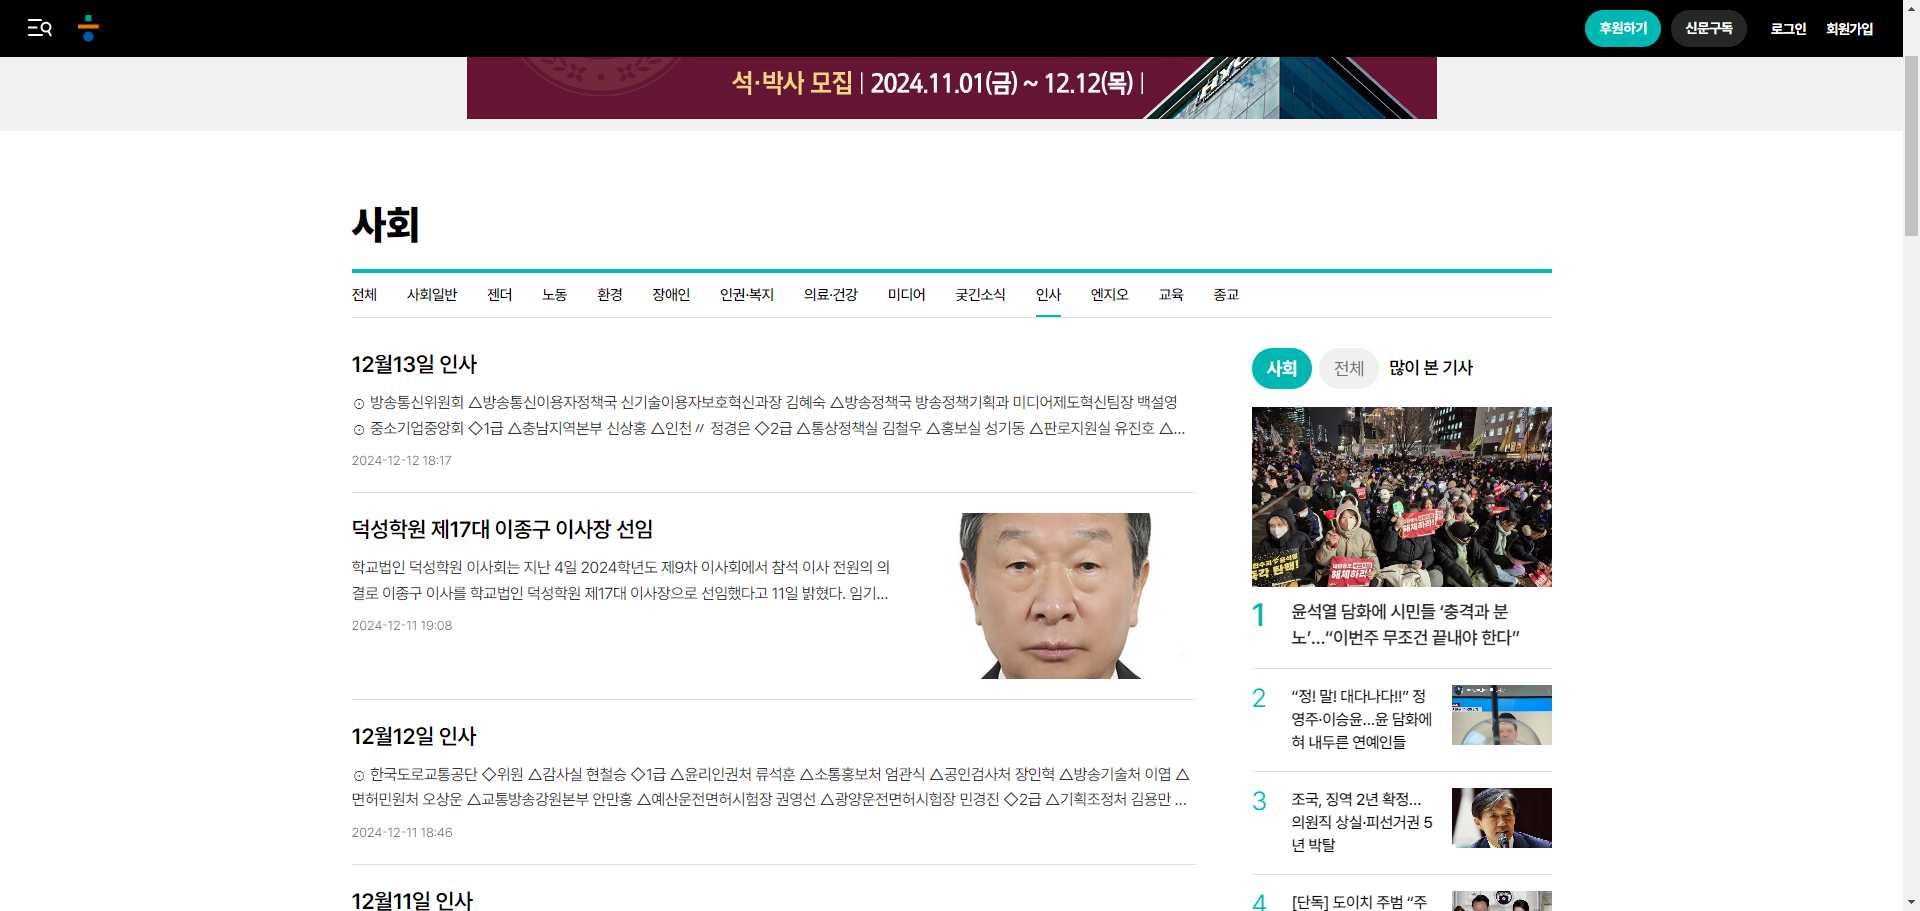 후원하기
신문구독
로그인
회원가입
석·박사 모집 | 2024.11.01(금) ~ 12.12(목) |
사회
전체 사회일반 젠더 노동 환경 장애인 인권·복지 의료·건강 미디어 궂긴소식 인사 엔지오 교육 종교
12월13일 인사
⊙ 방송통신위원회 △방송통신이용자정책국 신기술이용자보호혁신과장 김혜숙 △방송정책국 방송정책기획과 미디어제도혁신팀장 백설영
⊙ 중소기업중앙회 ◇1급 △충남지역본부 신상홍 △인천〃 정경은 ◇2급 △통상정책실 김철우 △홍보실 성기동 △판로지원실 유진호 △...
2024-12-12 18:17
덕성학원 제17대 이종구 이사장 선임
학교법인 덕성학원 이사회는 지난 4일 2024학년도 제9차 이사회에서 참석 이사 전원의 의
결로 이종구 이사를 학교법인 덕성학원 제17대 이사장으로 선임했다고 11일 밝혔다. 임기...
2024-12-11 19:08
12월12일 인사
⊙ 한국도로교통공단 ◇위원 △감사실 현철승 ◇1급 △윤리인권처 류석훈 △소통홍보처 엄관식 △공인검사처 장인혁 △방송기술처 이엽 △
면허민원처 오상운 △교통방송강원본부 안만홍 △예산운전면허시험장 권영선 △광양운전면허시험장 민경진 ◇2급 △기획조정처 김용만 ...
2024-12-11 18:46
12월11일 인사
사회 전체 많이 본 기사
해제하라!
즉각 탄핵!
해제하라!
1 윤석열 담화에 시민들 ‘충격과 분
노’…“이번주 무조건 끝내야 한다”
2 “정! 말! 대다나다!!” 정
영주·이승윤…윤 담화에
혀 내두른 연예인들
3 조국, 징역 2년 확정…
의원직 상실·피선거권 5
년 박탈
4 [단독] 도이치 주범 “주